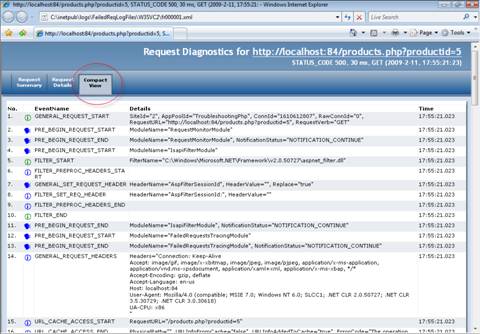 http://localhost:84/products.php?productid=5, STATUS_CODE 500, 30 ms, GET (2009-2-11, 17:55:21) - Windows Internet Explorer
C:\inetpub\logs\FailedReqLogFiles\W3SVC2\fr000001.xml
http://localhost:84/products.php?productid=5, S...
Request Diagnostics for http://localhost:84/products.php?productid=5
STATUS_CODE 500, 30 ms, GET (2009-2-11, 17:55:21:23)
Request Summary
Request Details
Compact View
No. EventName Details Time
1. GENERAL_REQUEST_START SiteId="2", AppPoolId="TroubleshootingPhp", ConnId="1610612807", RawConnId="0", 17:55:21.023
RequestURL="http://localhost:84/products.php?productid=5", RequestVerb="GET"
2. PRE_BEGIN_REQUEST_START ModuleName="RequestMonitorModule" 17:55:21.023
3. PRE_BEGIN_REQUEST_END ModuleName="RequestMonitorModule", NotificationStatus="NOTIFICATION_CONTINUE" 17:55:21.023
4. PRE_BEGIN_REQUEST_START ModuleName="IsapiFilterModule" 17:55:21.023
5. FILTER_START FilterName="C:\Windows\Microsoft.NET\Framework\v2.0.50727\aspnet_filter.dll" 17:55:21.023
6. FILTER_PREPROC_HEADERS_START 17:55:21.023
7. GENERAL_SET_REQUEST_HEADER HeaderName="AspFilterSessionId", HeaderValue="", Replace="true" 17:55:21.023
8. FILTER_SET_REQ_HEADER HeaderName="AspFilterSessionId:", HeaderValue="" 17:55:21.023
9. FILTER_PREPROC_HEADERS_END 17:55:21.023
10. FILTER_END 17:55:21.023
11. PRE_BEGIN_REQUEST_END ModuleName="IsapiFilterModule", NotificationStatus="NOTIFICATION_CONTINUE" 17:55:21.023
12. PRE_BEGIN_REQUEST_START ModuleName="FailedRequestsTracingModule" 17:55:21.023
13. PRE_BEGIN_REQUEST_END ModuleName="FailedRequestsTracingModule", NotificationStatus="NOTIFICATION_CONTINUE" 17:55:21.023
14. GENERAL_REQUEST_HEADERS Headers="Connection: Keep-Alive 17:55:21.023
Accept: image/gif, image/x-xbitmap, image/jpeg, image/pjpeg, application/x-ms-application,
application/vnd.ms-xpsdocument, application/xaml+xml, application/x-ms-xbap, */*
Accept-Encoding: gzip, deflate
Accept-Language: en-us
Host: localhost:84
User-Agent: Mozilla/4.0 (compatible; MSIE 7.0; Windows NT 6.0; SLCC1; .NET CLR 2.0.50727; .NET CLR
3.5.30729; .NET CLR 3.0.30618)
UA-CPU: x86
"
15. URL_CACHE_ACCESS_START RequestURL="/products.php?productid=5" 17:55:21.023
16. URL_CACHE_ACCESS_END PhysicalPath="", URLInfoFromCache="false", URLInfoAddedToCache="true", ErrorCode="The operation 17:55:21.023